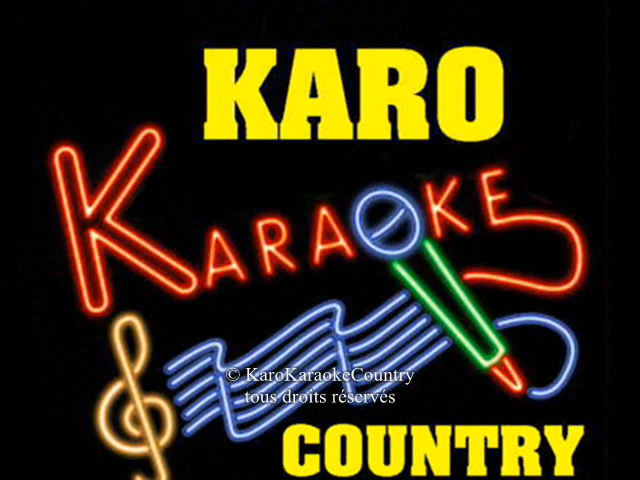 KARO
KARAOKE
© KaroKaraokeCountry
tous droits réservés
COUNTRY